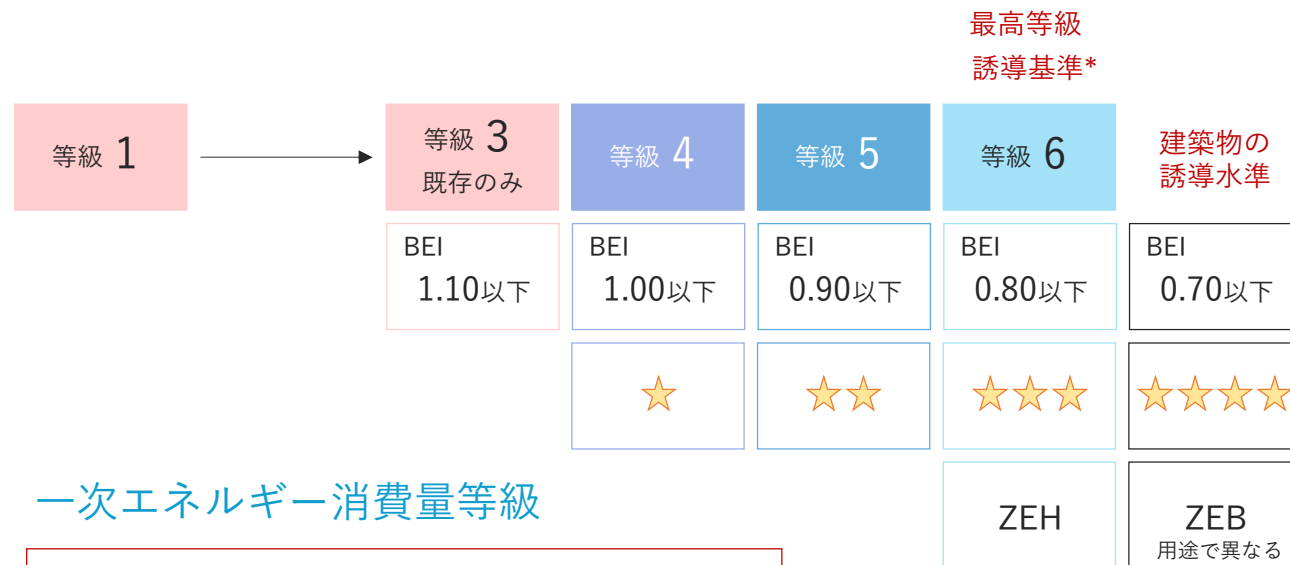 最高等級
誘導基準*
等級 1
等級 3
既存のみ
等級 4
等級 5
等級 6
建築物の
誘導水準
BEI
1.10以下
BEI
1.00以下
BEI
0.90以下
BEI
0.80以下
BEI
0.70以下
一次エネルギー消費量等級
ZEH
ZEB
用途で異なる